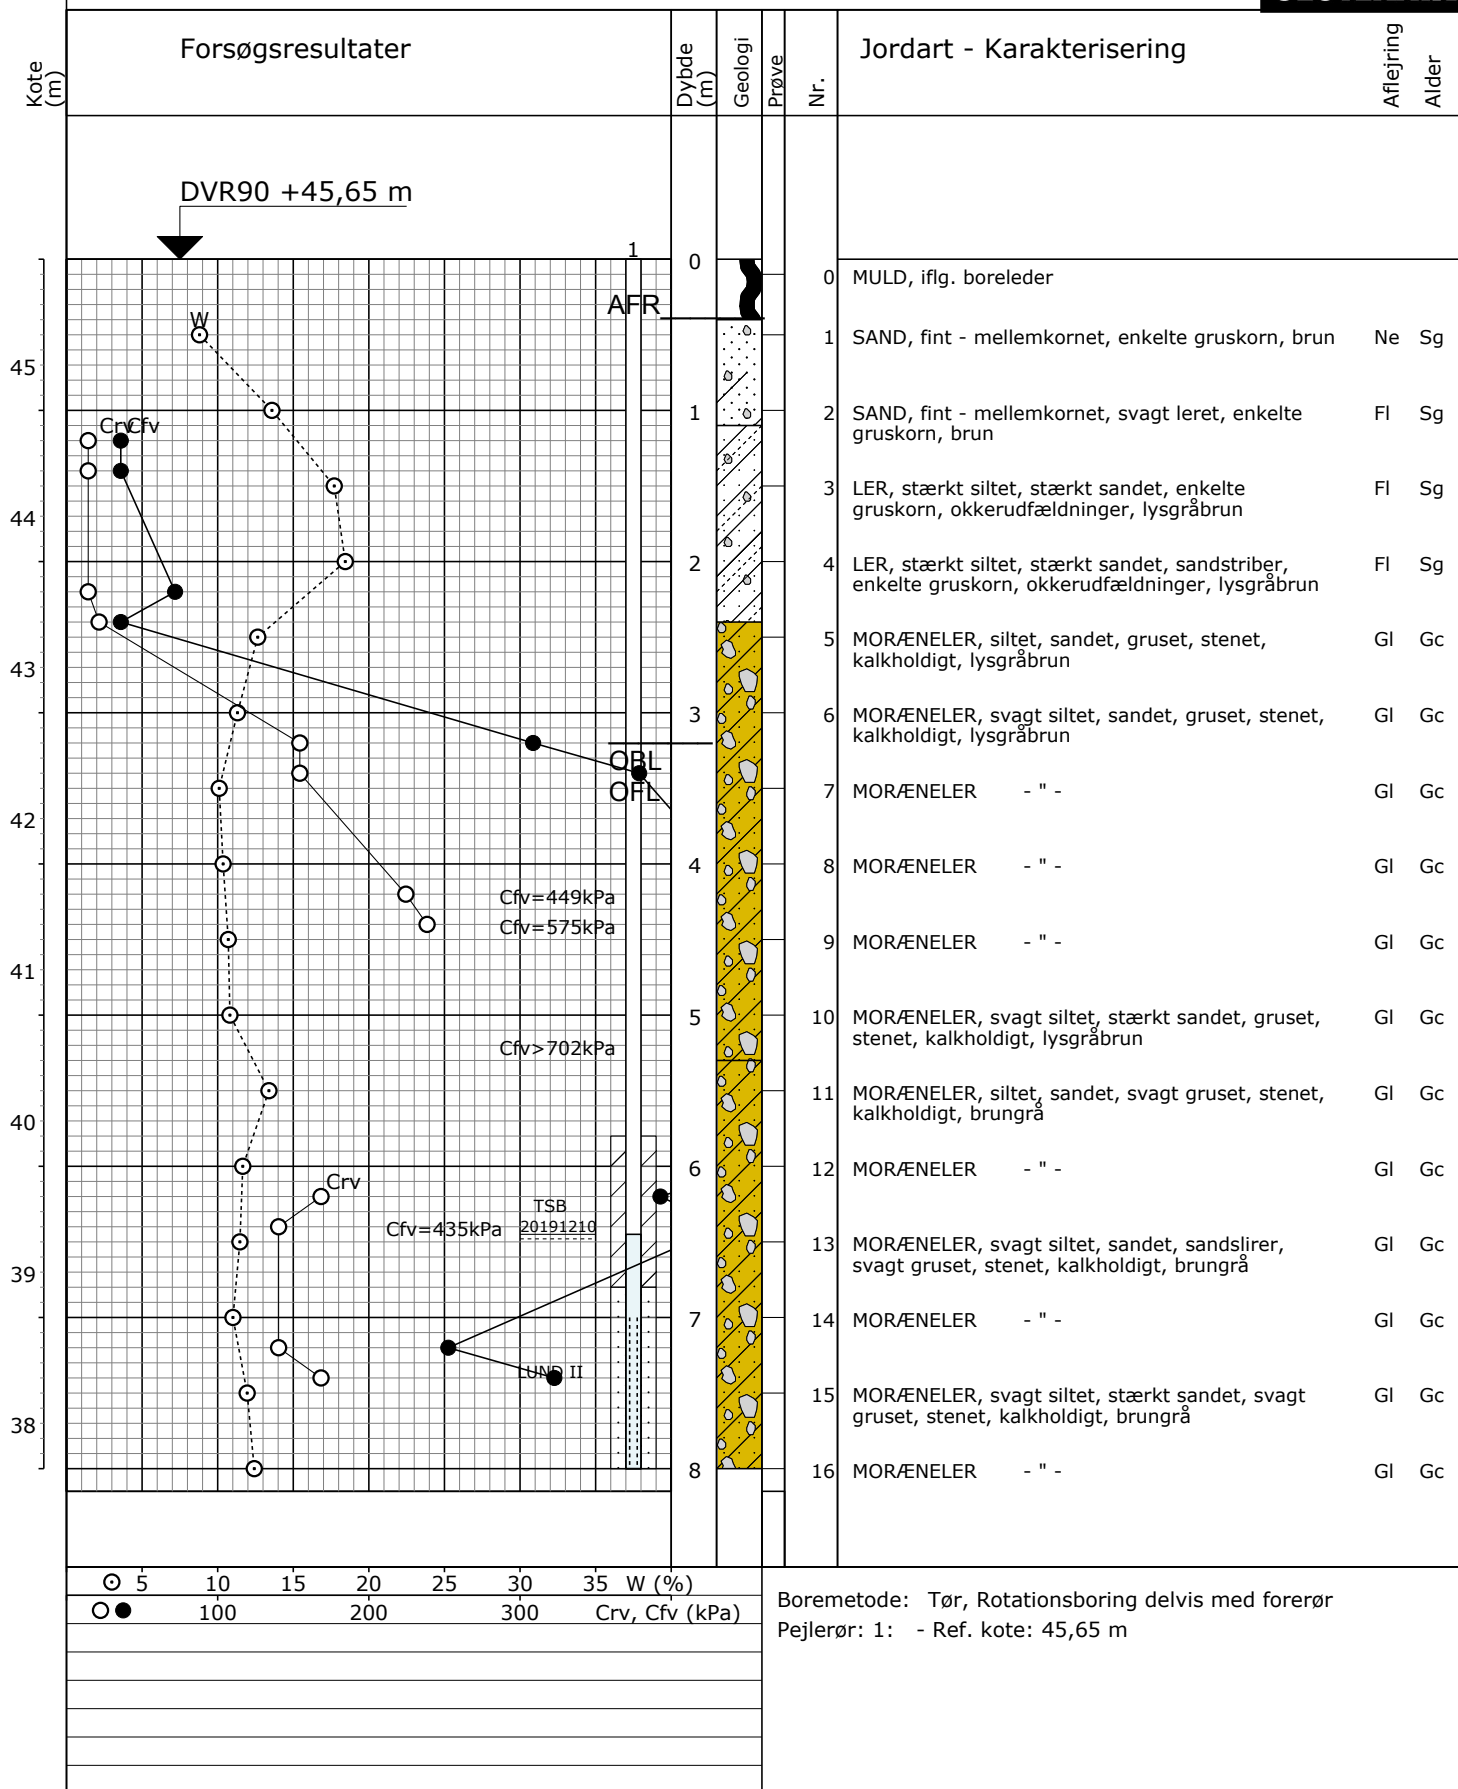 Forsøgsresultater
Jordart - Karakterisering
Kote
(m)
Dybde
(m)
Geologi
Prøve
Nr.
Aflejring
Alder
DVR90 +45,65 m
1
0
0 MULD, iflg. boreleder
AFR
W
1 SAND, fint - mellemkornet, enkelte gruskorn, brun Ne Sg
45
1
2 SAND, fint - mellemkornet, svagt leret, enkelte Fl Sg
gruskorn, brun
Crv Cfv
3 LER, stærkt siltet, stærkt sandet, enkelte Fl Sg
gruskorn, okkerudfældninger, lysgråbrun
44
2
4 LER, stærkt siltet, stærkt sandet, sandstriber, Fl Sg
enkelte gruskorn, okkerudfældninger, lysgråbrun
5 MORÆNELER, siltet, sandet, gruset, stenet, Gl Gc
kalkholdigt, lysgråbrun
43
3
6 MORÆNELER, svagt siltet, sandet, gruset, stenet, Gl Gc
kalkholdigt, lysgråbrun
OBL
OFL
7 MORÆNELER - " - Gl Gc
42
4
8 MORÆNELER - " - Gl Gc
Cfv=449kPa
Cfv=575kPa
9 MORÆNELER - " - Gl Gc
41
5
10 MORÆNELER, svagt siltet, stærkt sandet, gruset, Gl Gc
stenet, kalkholdigt, lysgråbrun
Cfv>702kPa
11 MORÆNELER, siltet, sandet, svagt gruset, stenet, Gl Gc
kalkholdigt, brungrå
40
6
12 MORÆNELER - " - Gl Gc
Crv
TSB
20191210
Cfv=435kPa
13 MORÆNELER, svagt siltet, sandet, sandslirer, Gl Gc
svagt gruset, stenet, kalkholdigt, brungrå
39
7
14 MORÆNELER - " - Gl Gc
LUND II
15 MORÆNELER, svagt siltet, stærkt sandet, svagt Gl Gc
gruset, stenet, kalkholdigt, brungrå
38
8
16 MORÆNELER - " - Gl Gc
5 10 15 20 25 30 35 W (%)
100 200 300 Crv, Cfv (kPa)
Boremetode: Tør, Rotationsboring delvis med forerør
Pejlerør: 1: - Ref. kote: 45,65 m